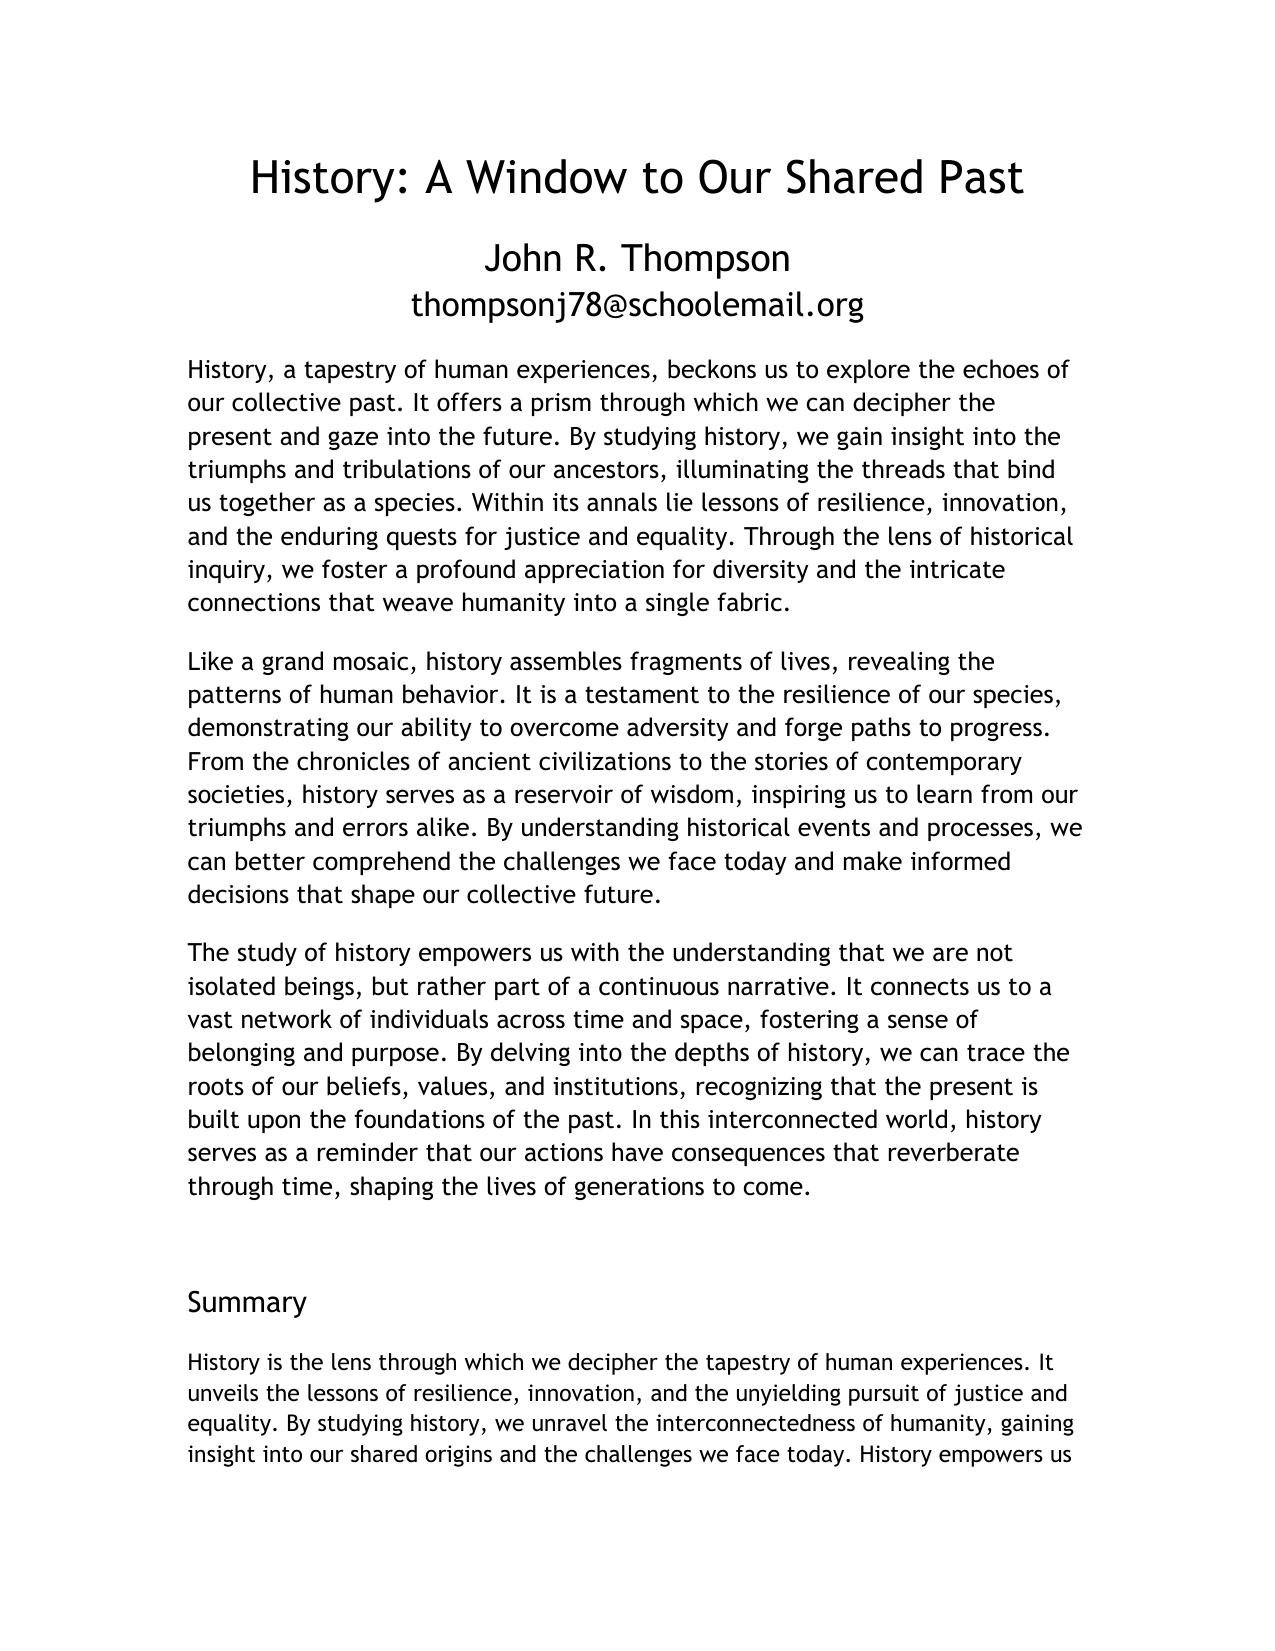 History: A Window to Our Shared Past
John R. Thompson
thompsonj78@schoolemail.org
History, a tapestry of human experiences, beckons us to explore the echoes of
our collective past. It offers a prism through which we can decipher the
present and gaze into the future. By studying history, we gain insight into the
triumphs and tribulations of our ancestors, illuminating the threads that bind
us together as a species. Within its annals lie lessons of resilience, innovation,
and the enduring quests for justice and equality. Through the lens of historical
inquiry, we foster a profound appreciation for diversity and the intricate
connections that weave humanity into a single fabric.
Like a grand mosaic, history assembles fragments of lives, revealing the
patterns of human behavior. It is a testament to the resilience of our species,
demonstrating our ability to overcome adversity and forge paths to progress.
From the chronicles of ancient civilizations to the stories of contemporary
societies, history serves as a reservoir of wisdom, inspiring us to learn from our
triumphs and errors alike. By understanding historical events and processes, we
can better comprehend the challenges we face today and make informed
decisions that shape our collective future.
The study of history empowers us with the understanding that we are not
isolated beings, but rather part of a continuous narrative. It connects us to a
vast network of individuals across time and space, fostering a sense of
belonging and purpose. By delving into the depths of history, we can trace the
roots of our beliefs, values, and institutions, recognizing that the present is
built upon the foundations of the past. In this interconnected world, history
serves as a reminder that our actions have consequences that reverberate
through time, shaping the lives of generations to come.
Summary
History is the lens through which we decipher the tapestry of human experiences. It
unveils the lessons of resilience, innovation, and the unyielding pursuit of justice and
equality. By studying history, we unravel the interconnectedness of humanity, gaining
insight into our shared origins and the challenges we face today. History empowers us